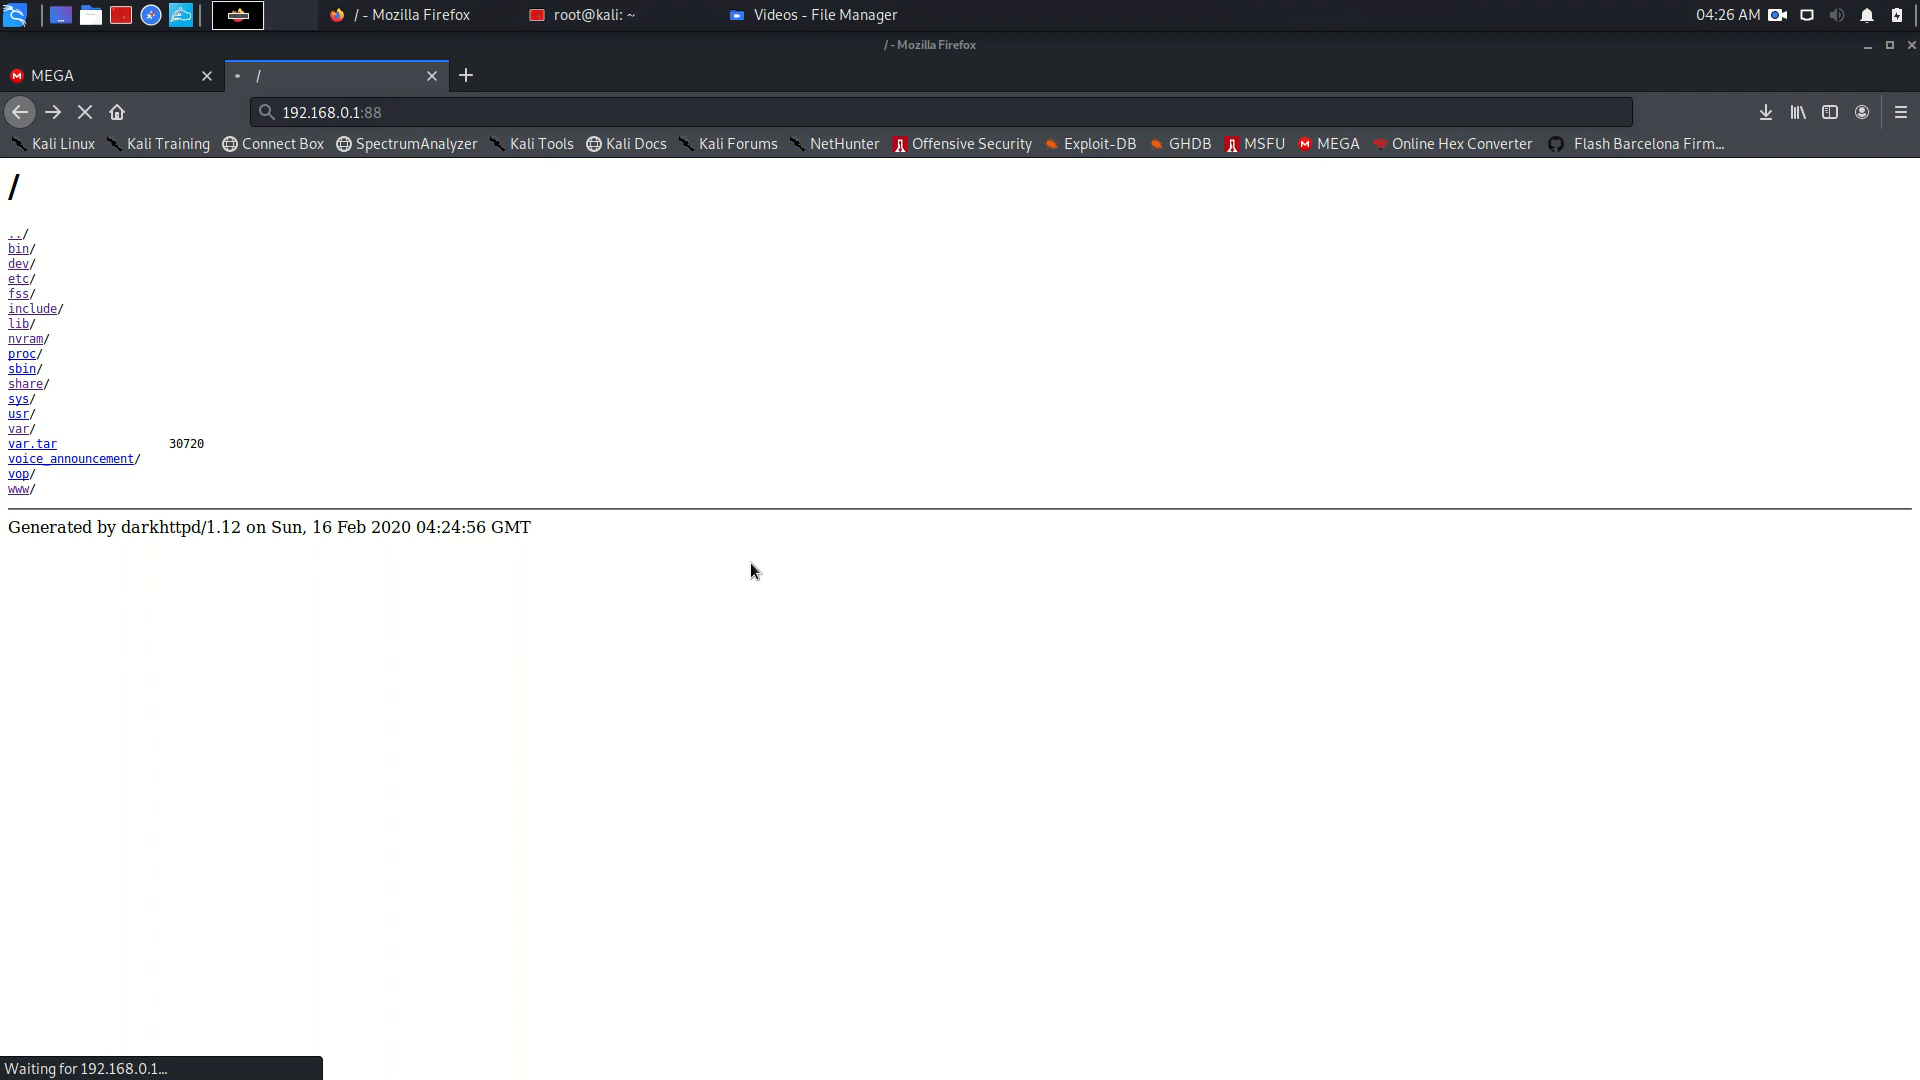 / - Mozilla Firefox
root@kali: ~
Videos - File Manager
04:26 AM
/ - Mozilla Firefox
MEGA
/
192.168.0.1:88
Kali Linux
Kali Training
Connect Box
SpectrumAnalyzer
Kali Tools
Kali Docs
Kali Forums
NetHunter
Offensive Security
Exploit-DB
GHDB
MSFU
MEGA
Online Hex Converter
Flash Barcelona Firm...
/
../
bin/
dev/
etc/
fss/
include/
lib/
nvram/
proc/
sbin/
share/
sys/
usr/
var/
var.tar 30720
voice_announcement/
vop/
www/
Generated by darkhttpd/1.12 on Sun, 16 Feb 2020 04:24:56 GMT
Waiting for 192.168.0.1...